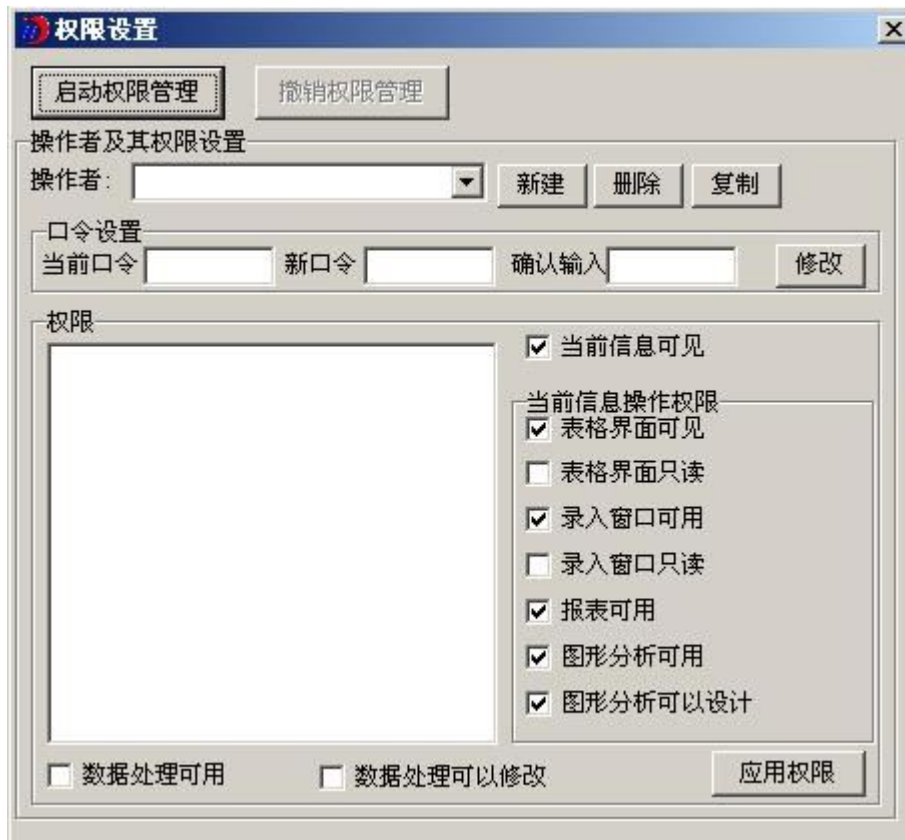 权限设置
启动权限管理 撤销权限管理
操作者及其权限设置
操作者: 新建 删除 复制
口令设置
当前口令 新口令 确认输入 修改
权限
当前信息可见
当前信息操作权限
表格界面可见
表格界面只读
录入窗口可用
录入窗口只读
报表可用
图形分析可用
图形分析可以设计
数据处理可用 数据处理可以修改 应用权限